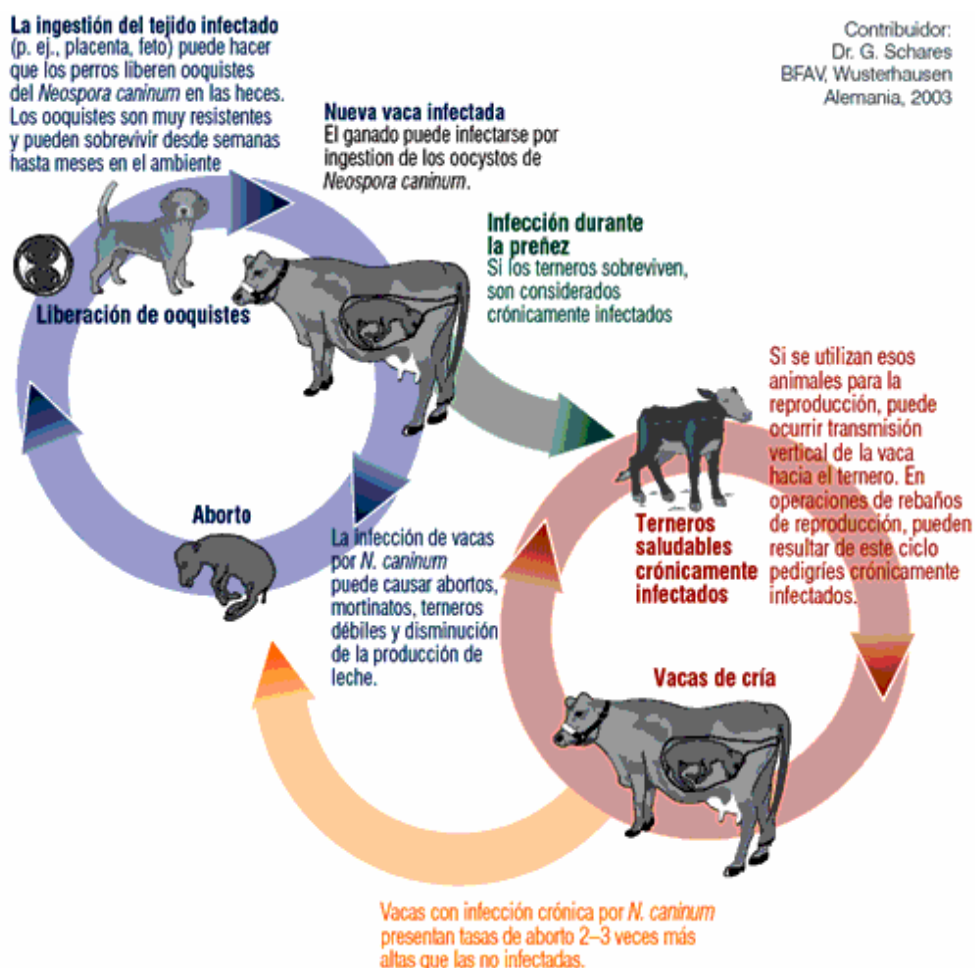 La ingestión del tejido infectado
(p. ej., placenta, feto) puede hacer
que los perros liberen ooquistes
del Neospora caninum en las heces.
Los ooquistes son muy resistentes
y pueden sobrevivir desde semanas
hasta meses en el ambiente
Contribuidor:
Dr. G. Schares
BFAV, Wusterhausen
Alemania, 2003
Nueva vaca infectada
El ganado puede infectarse por
ingestion de los oocystos de
Neospora caninum.
Infección durante
la preñez
Si los terneros sobreviven,
son considerados
crónicamente infectados
Liberación de ooquistes
Si se utilizan esos
animales para la
reproducción, puede
ocurrir transmisión
vertical de la vaca
hacia el ternero. En
operaciones de rebaños
de reproducción, pueden
resultar de este ciclo
pedigríes crónicamente
infectados.
Aborto
La infección de vacas
por N. caninum
puede causar abortos,
mortinatos, terneros
débiles y disminución
de la producción de
leche.
Terneros
saludables
crónicamente
infectados
Vacas de cría
Vacas con infección crónica por N. caninum
presentan tasas de aborto 2–3 veces más
altas que las no infectadas.